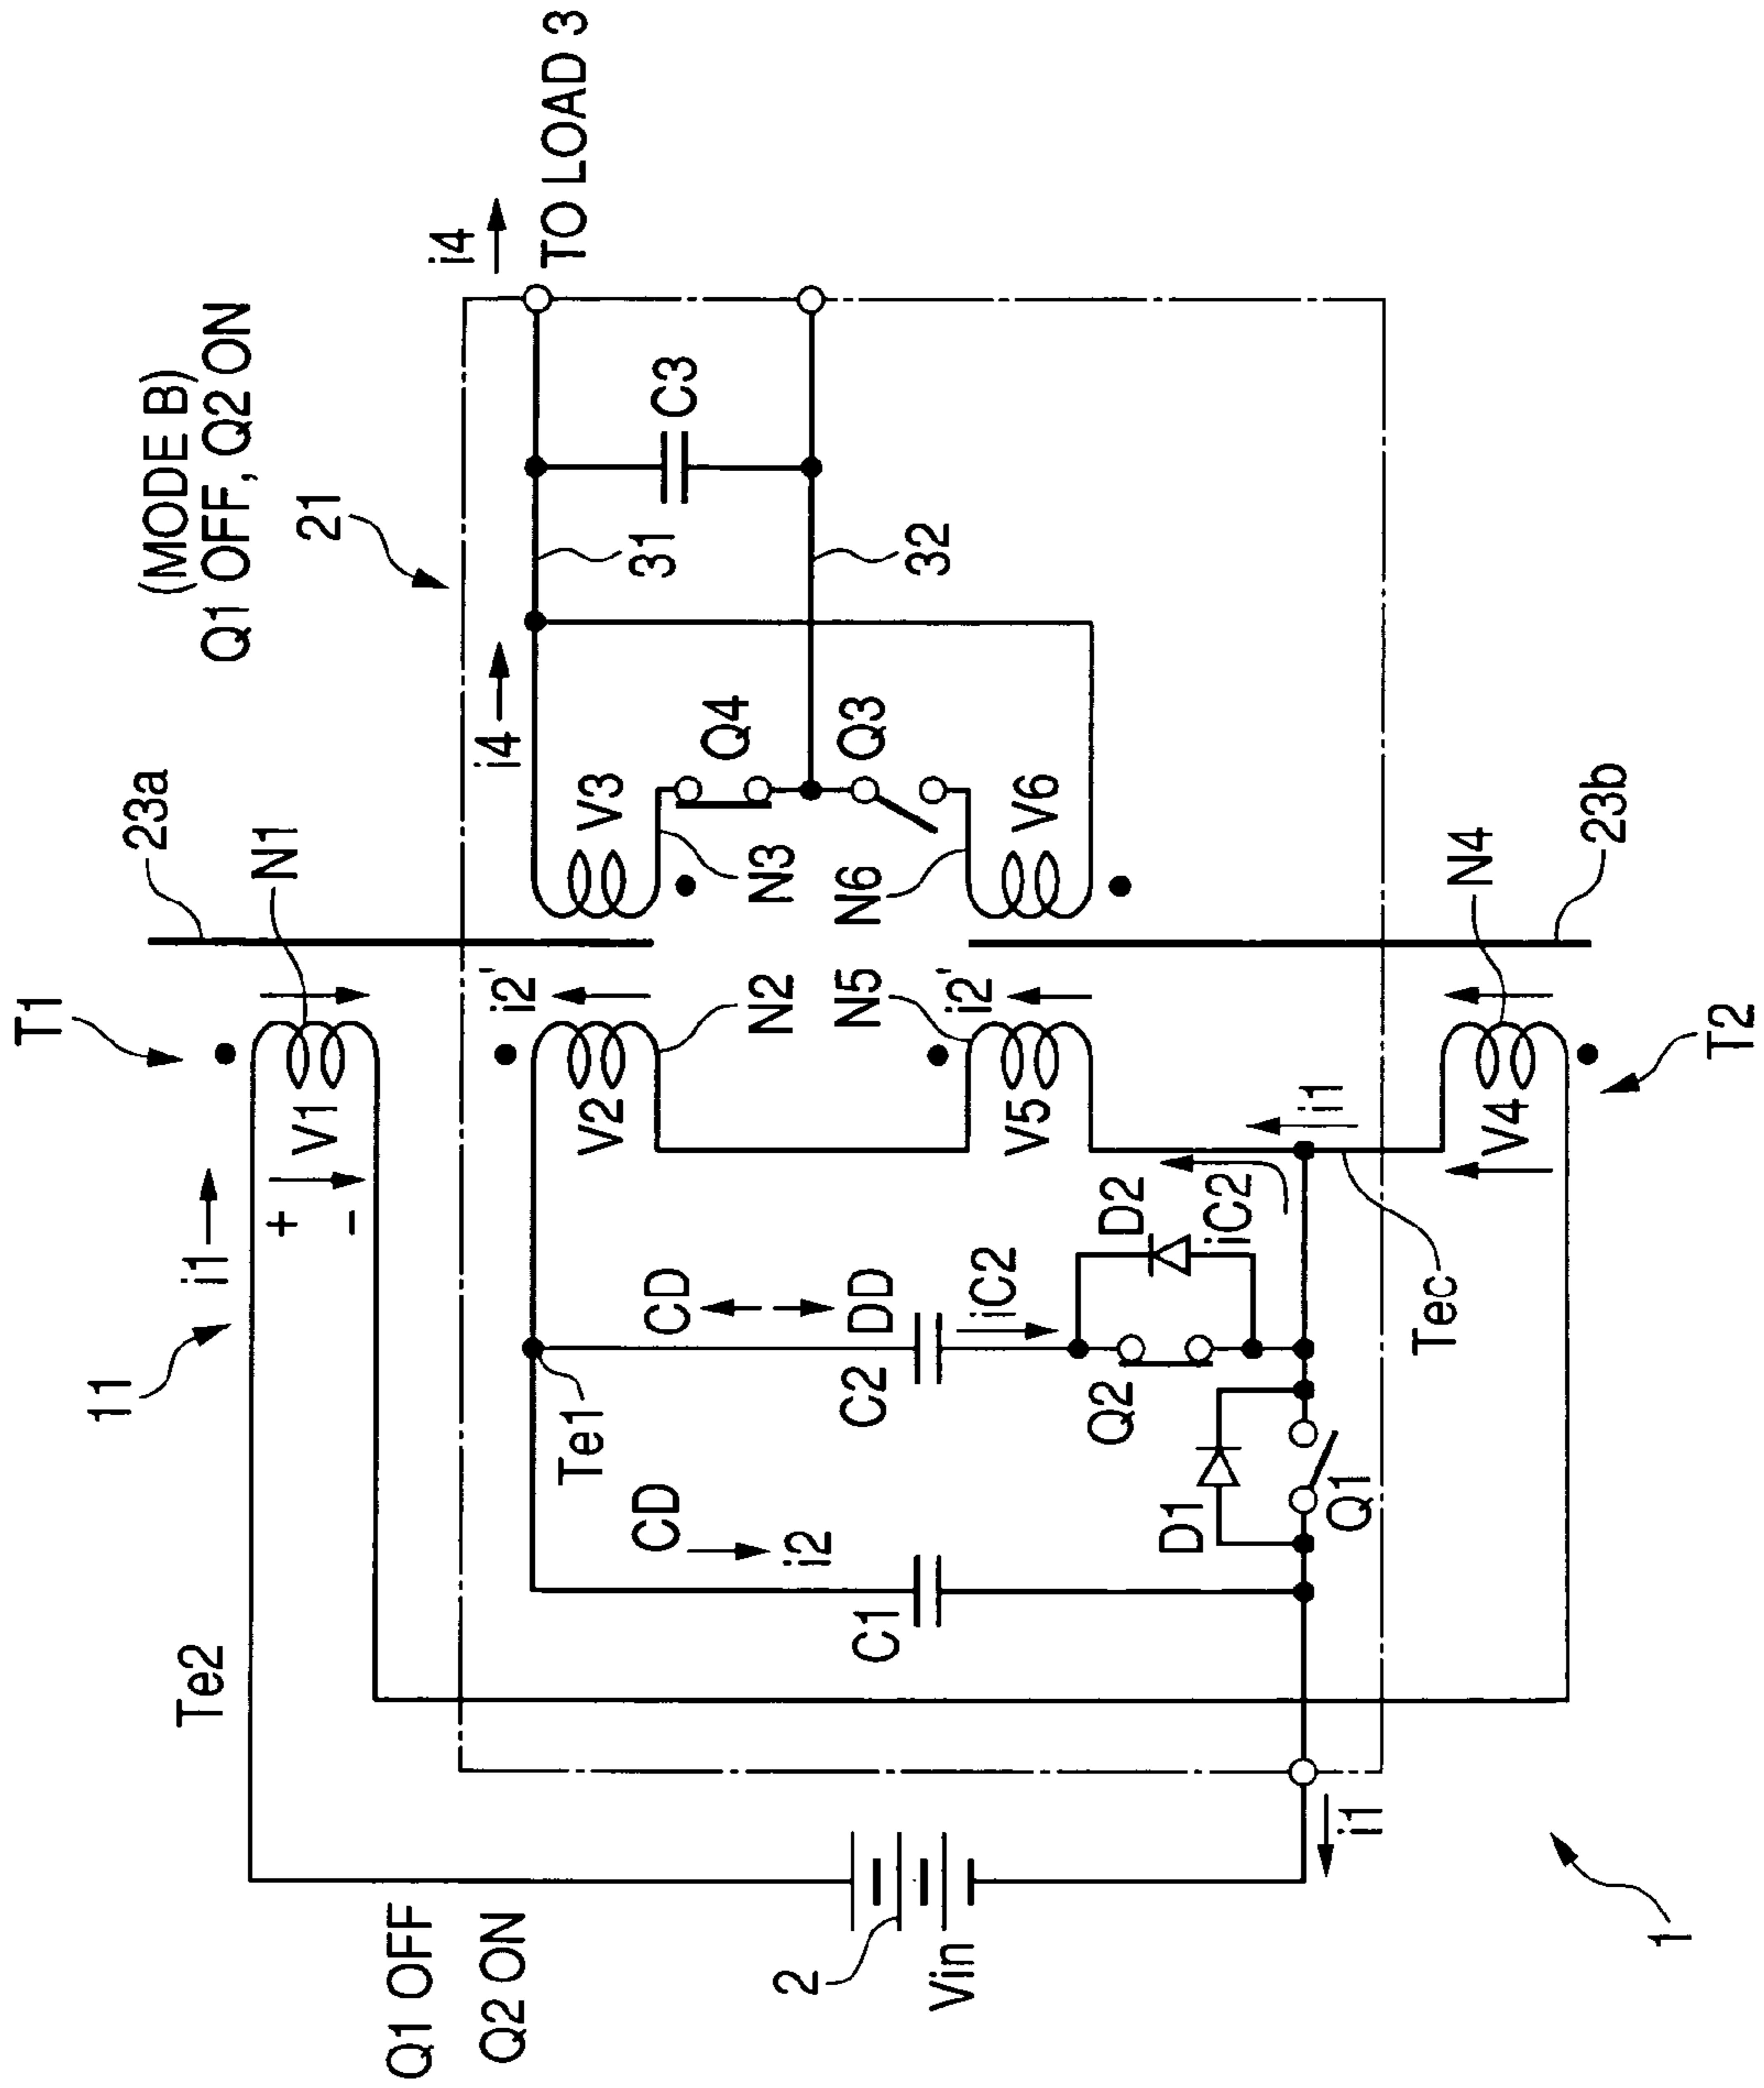 (MODE B)
Q1 OFF, Q2 ON
T1
23a
N1
11
i1
Te2
V1
+
-
21
i4
i4
TO LOAD 3
Q1 OFF
Q2 ON
Te1
CD
i2
C1
CD
DD
C2
iC2
i2'
V2
N2
V3
N3
Q4
31
C3
32
Q3
N6
V6
N5
i2'
V5
D2
iC2
Q2
D1
Q1
i1
Tec
2
Vin
i1
V4
N4
23b
T2
1